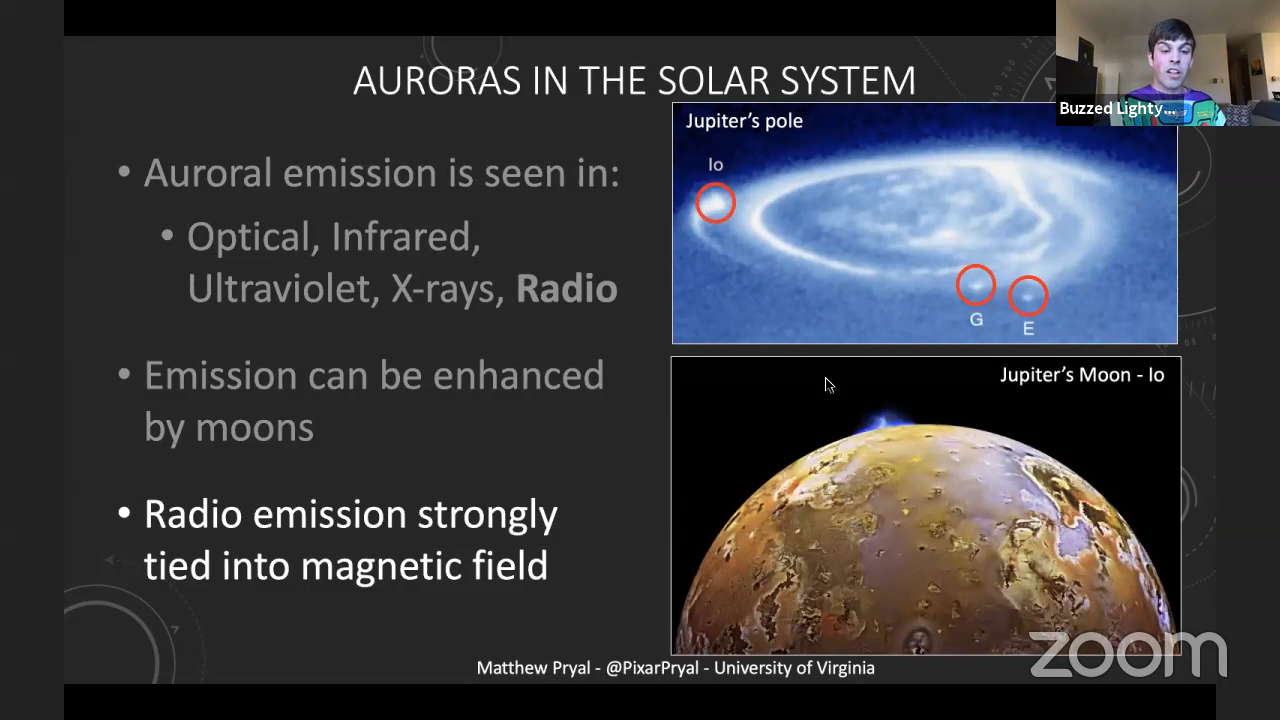 AURORAS IN THE SOLAR SYSTEM
Buzzed Lighty...
• Auroral emission is seen in:
• Optical, Infrared,
Ultraviolet, X-rays, Radio
• Emission can be enhanced
by moons
• Radio emission strongly
tied into magnetic field
Jupiter's pole
Io
G
E
Jupiter's Moon - Io
Matthew Pryal - @PixarPryal - University of Virginia
zoom